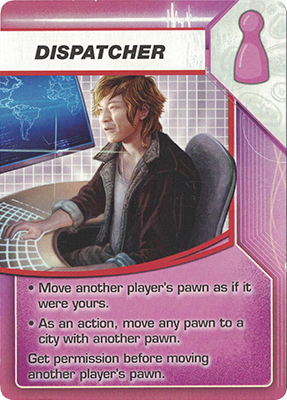 DISPATCHER
• Move another player's pawn as if it
were yours.
• As an action, move any pawn to a
city with another pawn.
Get permission before moving
another player's pawn.